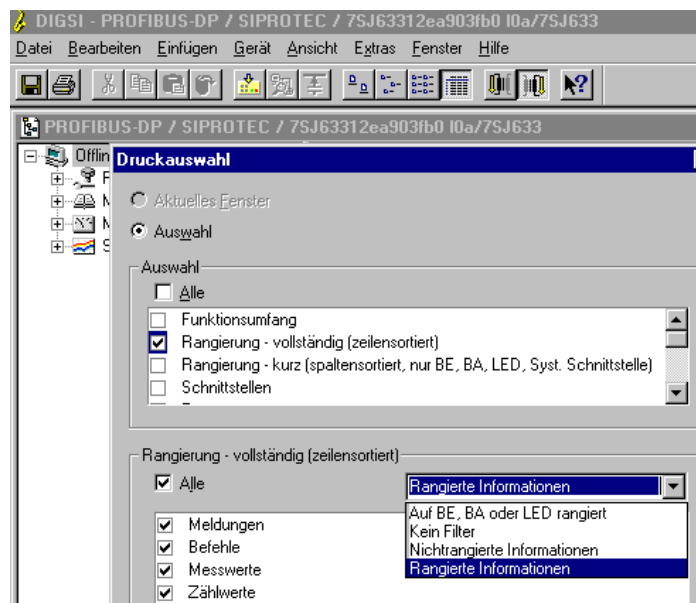 DIGSI - PROFIBUS-DP / SIPROTEC / 7SJ63312ea903fb0 l0a/7SJ633
Datei Bearbeiten Einfügen Gerät Ansicht Extras Fenster Hilfe
PROFIBUS-DP / SIPROTEC / 7SJ63312ea903fb0 l0a/7SJ633
Offlin
Druckauswahl
Aktuelles Fenster
Auswahl
Auswahl
Alle
Funktionsumfang
Rangierung - vollständig (zeilensortiert)
Rangierung - kurz (spaltensortiert, nur BE, BA, LED, Syst. Schnittstelle)
Schnittstellen
Rangierung - vollständig (zeilensortiert)
Alle
Rangierte Informationen
Auf BE, BA oder LED rangiert
Kein Filter
Nichtrangierte Informationen
Rangierte Informationen
Meldungen
Befehle
Messwerte
Zählwerte